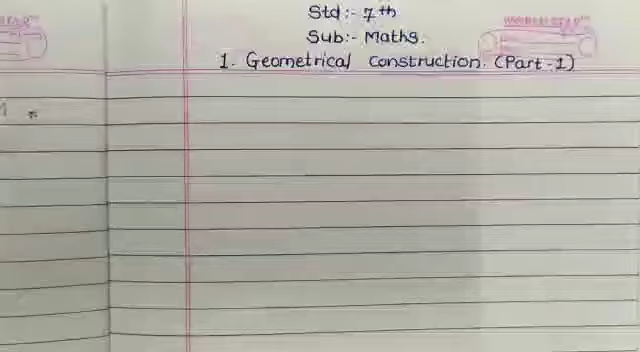 Std :- 7th
Sub:- Maths.
1. Geometrical construction. (Part-1)